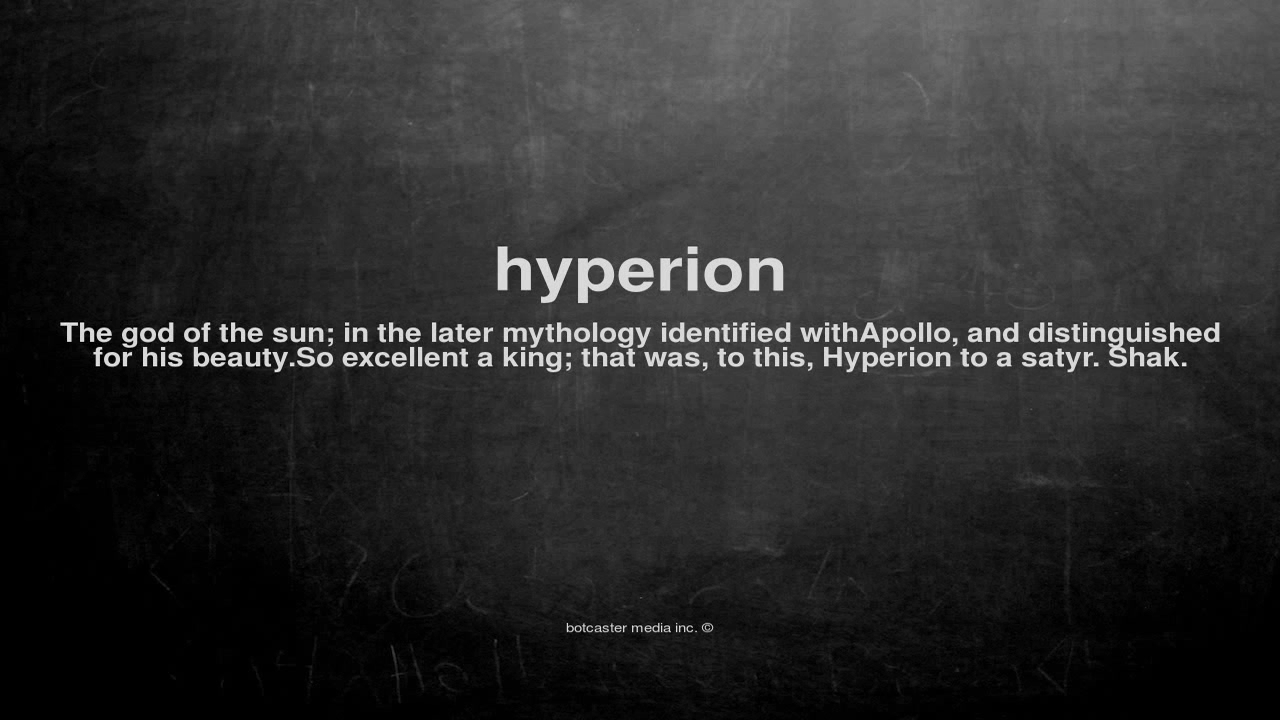 hyperion
The god of the sun; in the later mythology identified withApollo, and distinguished
for his beauty.So excellent a king; that was, to this, Hyperion to a satyr. Shak.
botcaster media inc. ©